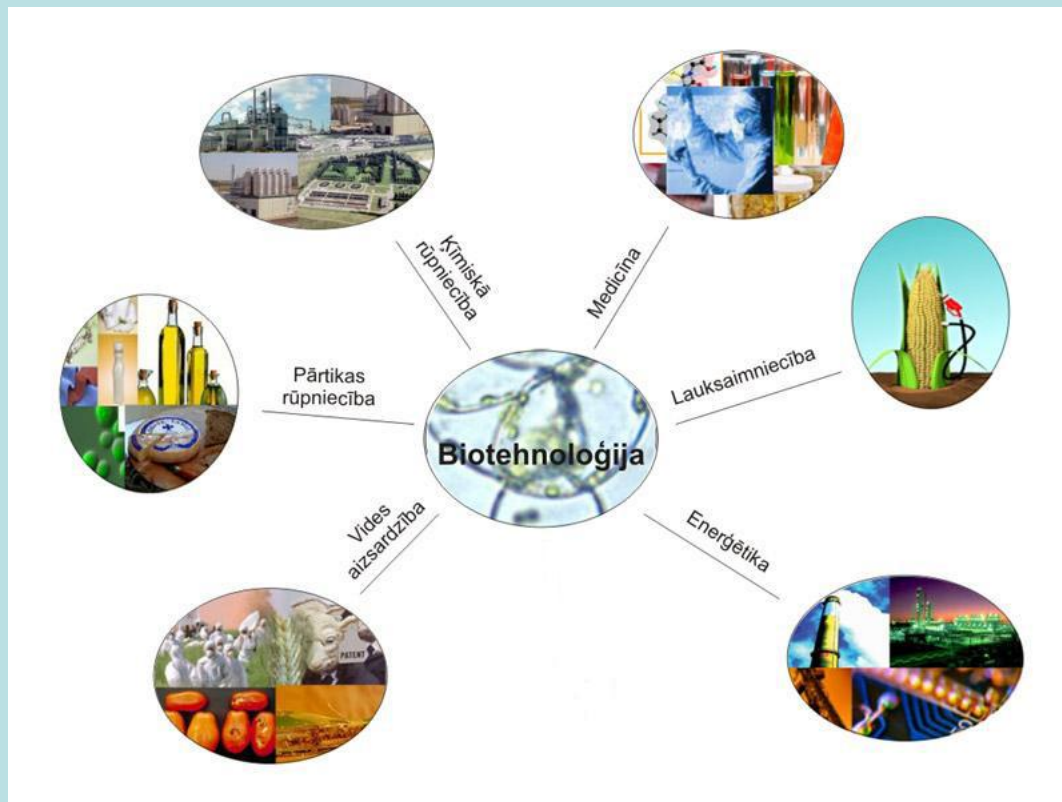 Ķīmiskā
rūpniecība
Medicīna
Pārtikas
rūpniecība
Lauksaimniecība
Biotehnoloģija
Vides
aizsardzība
Enerģētika
PATENT